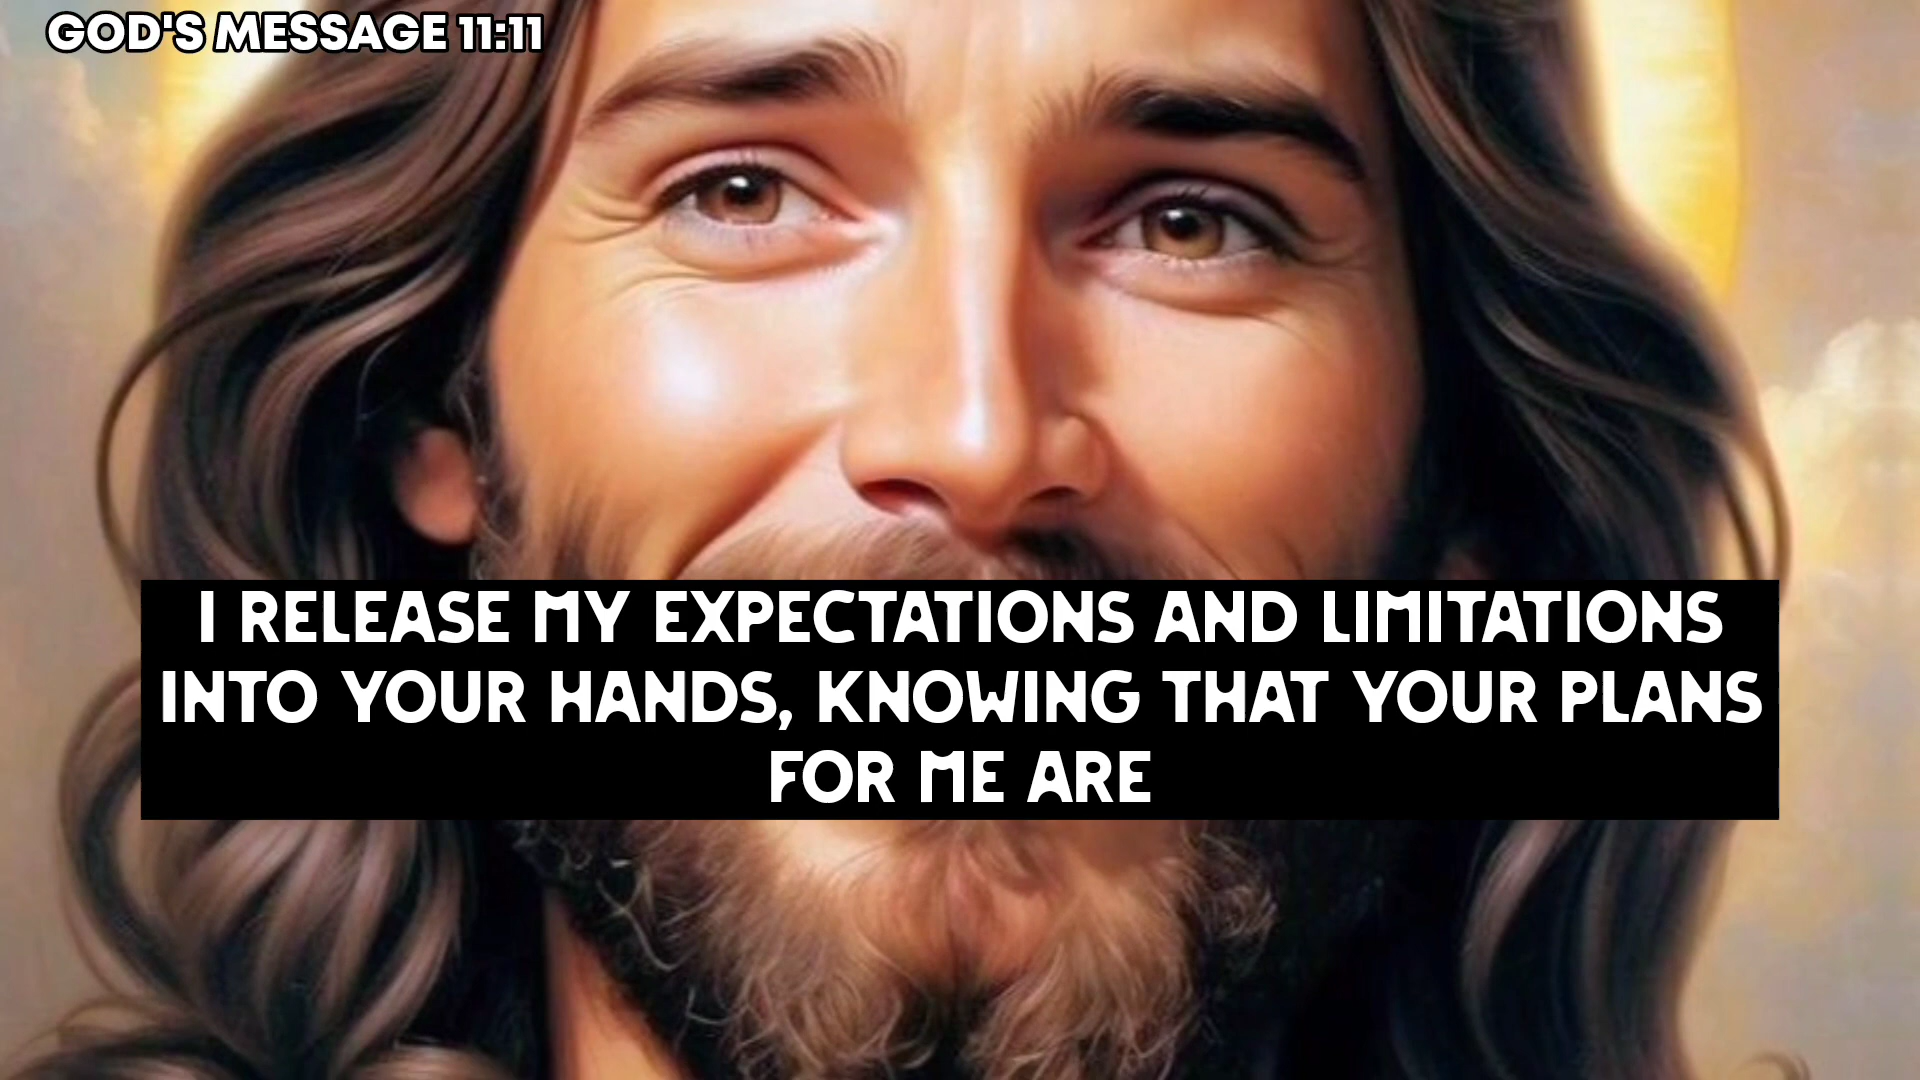 GOD'S MESSAGE 11:11
I RELEASE MY EXPECTATIONS AND LIMITATIONS
INTO YOUR HANDS, KNOWING THAT YOUR PLANS
FOR ME ARE